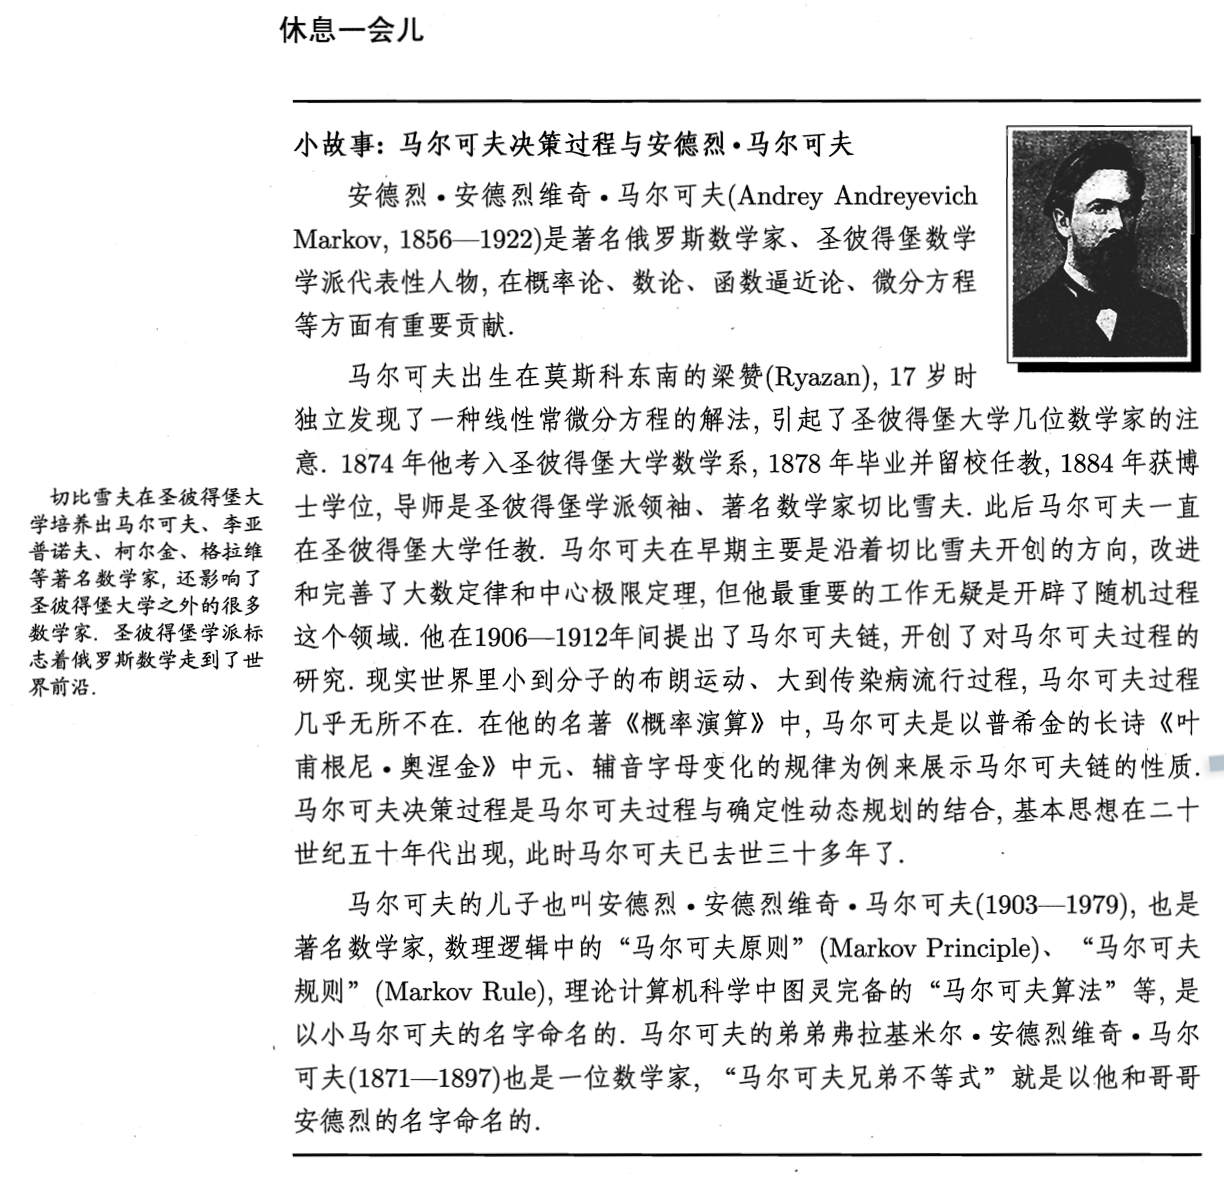 休息一会儿
小故事: 马尔可夫决策过程与安德烈•马尔可夫
安德烈•安德烈维奇•马尔可夫(Andrey Andreyevich
Markov, 1856—1922)是著名俄罗斯数学家、圣彼得堡数学
学派代表性人物, 在概率论、数论、函数逼近论、微分方程
等方面有重要贡献.
马尔可夫出生在莫斯科东南的梁赞(Ryazan), 17 岁时
独立发现了一种线性常微分方程的解法, 引起了圣彼得堡大学几位数学家的注
意. 1874 年他考入圣彼得堡大学数学系, 1878 年毕业并留校任教, 1884 年获博
士学位, 导师是圣彼得堡学派领袖、著名数学家切比雪夫. 此后马尔可夫一直
在圣彼得堡大学任教. 马尔可夫在早期主要是沿着切比雪夫开创的方向, 改进
和完善了大数定律和中心极限定理, 但他最重要的工作无疑是开辟了随机过程
这个领域. 他在1906—1912年间提出了马尔可夫链, 开创了对马尔可夫过程的
研究. 现实世界里小到分子的布朗运动、大到传染病流行过程, 马尔可夫过程
几乎无所不在. 在他的名著《概率演算》中, 马尔可夫是以普希金的长诗《叶
甫根尼•奥涅金》中元、辅音字母变化的规律为例来展示马尔可夫链的性质.
马尔可夫决策过程是马尔可夫过程与确定性动态规划的结合, 基本思想在二十
世纪五十年代出现, 此时马尔可夫已去世三十多年了.
马尔可夫的儿子也叫安德烈•安德烈维奇•马尔可夫(1903—1979), 也是
著名数学家, 数理逻辑中的“马尔可夫原则”(Markov Principle)、“马尔可夫
规则”(Markov Rule), 理论计算机科学中图灵完备的“马尔可夫算法”等, 是
以小马尔可夫的名字命名的. 马尔可夫的弟弟弗拉基米尔•安德烈维奇•马尔
可夫(1871—1897)也是一位数学家, “马尔可夫兄弟不等式”就是以他和哥哥
安德烈的名字命名的.
切比雪夫在圣彼得堡大
学培养出马尔可夫、李亚
普诺夫、柯尔金、格拉维
等著名数学家, 还影响了
圣彼得堡大学之外的很多
数学家. 圣彼得堡学派标
志着俄罗斯数学走到了世
界前沿.